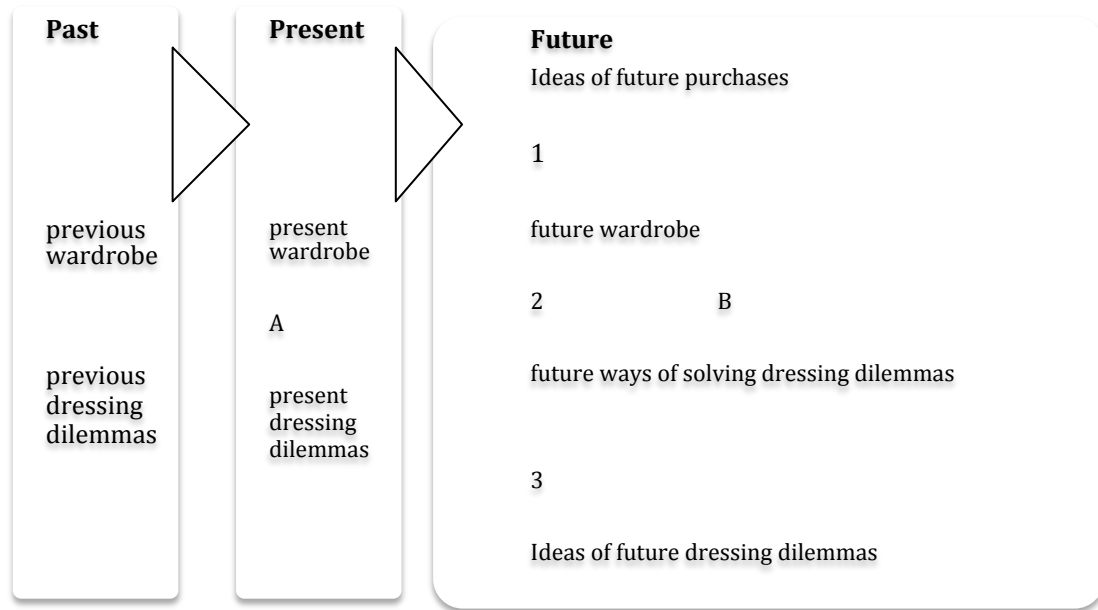 Past
previous
wardrobe
previous
dressing
dilemmas
Present
present
wardrobe
A
present
dressing
dilemmas
Future
Ideas of future purchases
1
future wardrobe
2 B
future ways of solving dressing dilemmas
3
Ideas of future dressing dilemmas